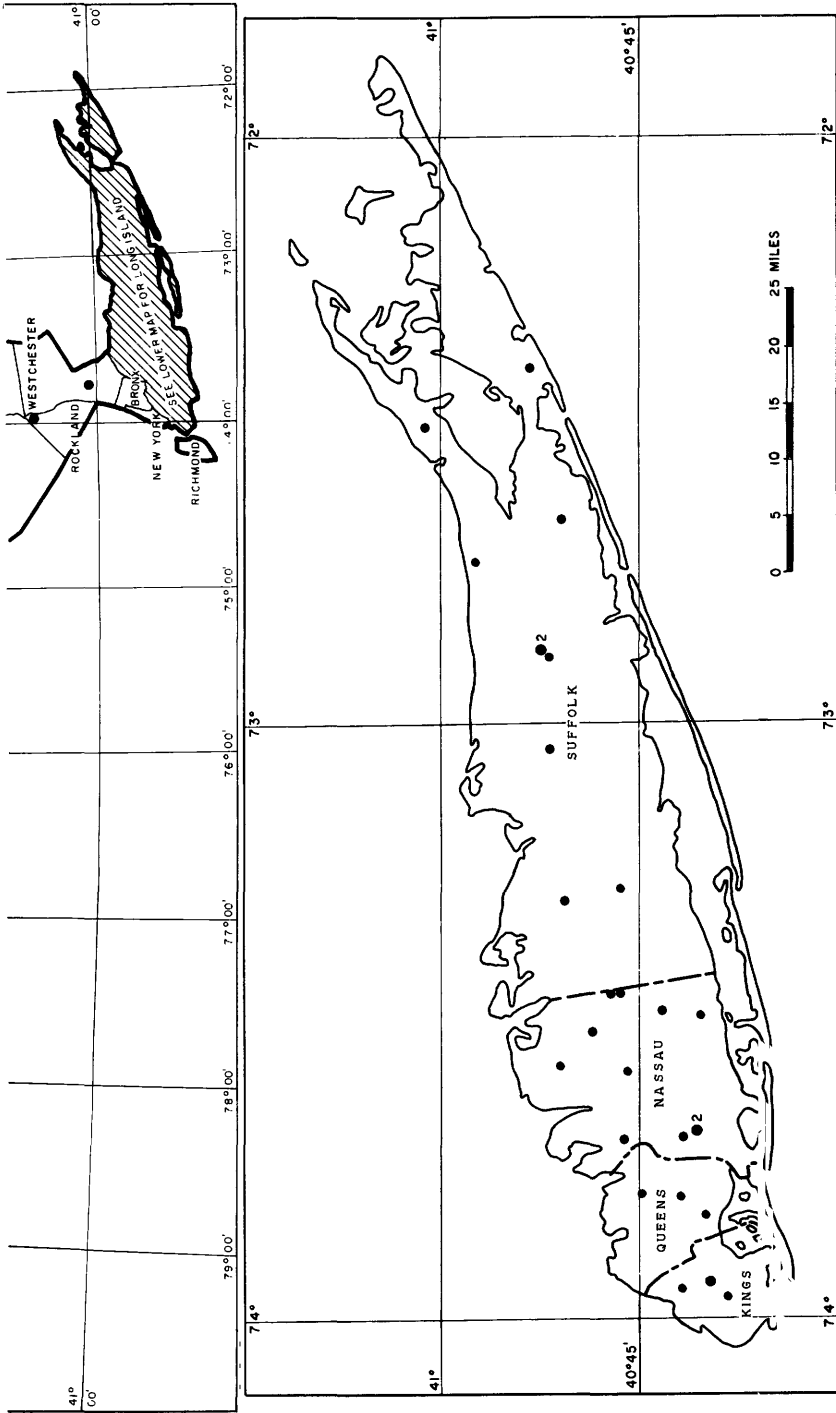 WESTCHESTER
ROCKLAND
41°
00'
41°
00'
BRONX
NEW YORK
SEE LOWER MAP FOR LONG ISLAND
RICHMOND
79°00' 78°00' 77°00' 76°00' 75°00' 4°00' 73°00' 72°00'
74° 73° 72°
41° 41°
2
SUFFOLK
40°45' 40°45'
QUEENS NASSAU
2
KINGS
0 5 10 15 20 25 MILES
74° 73° 72°